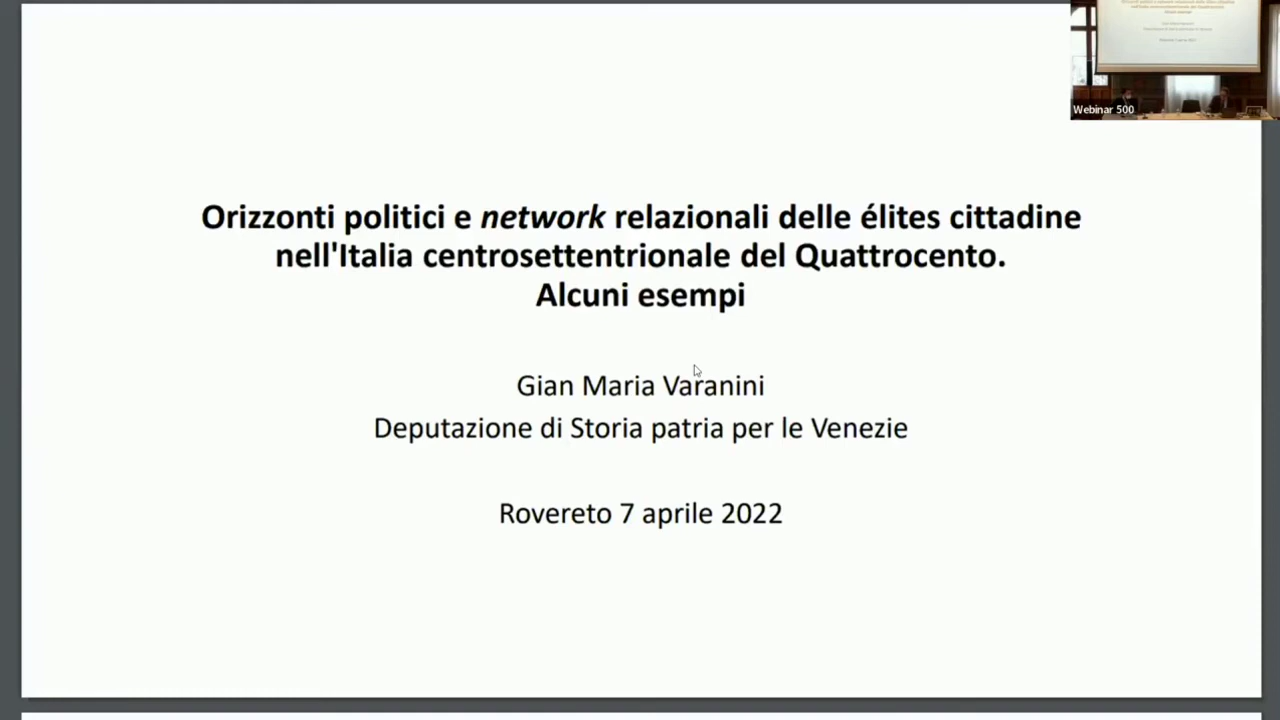 Orizzonti politici e network relazionali delle élites cittadine
nell'Italia centrosettentrionale del Quattrocento.
Alcuni esempi
Gian Maria Varanini
Deputazione di Storia patria per le Venezie
Rovereto 7 aprile 2022
Webinar 500